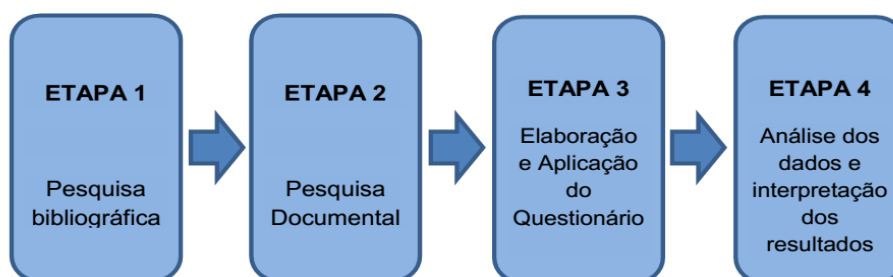 ETAPA 1
Pesquisa
bibliográfica
ETAPA 2
Pesquisa
Documental
ETAPA 3
Elaboração
e Aplicação
do
Questionário
ETAPA 4
Análise dos
dados e
interpretação
dos
resultados